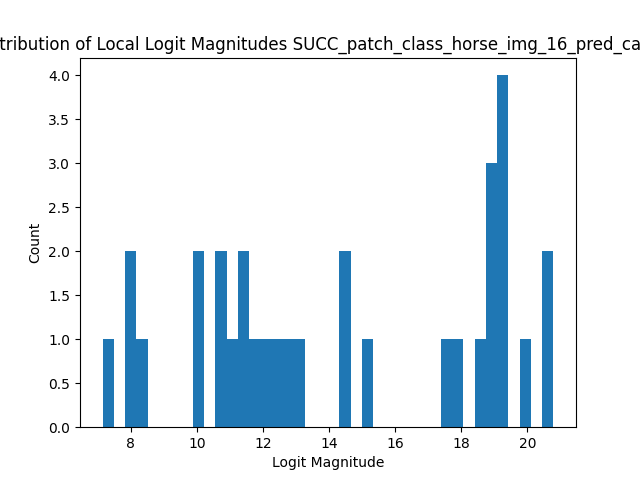 tribution of Local Logit Magnitudes SUCC_patch_class_horse_img_16_pred_ca
4.0
3.5
3.0
2.5
2.0
1.5
1.0
0.5
0.0
Count
8 10 12 14 16 18 20
Logit Magnitude